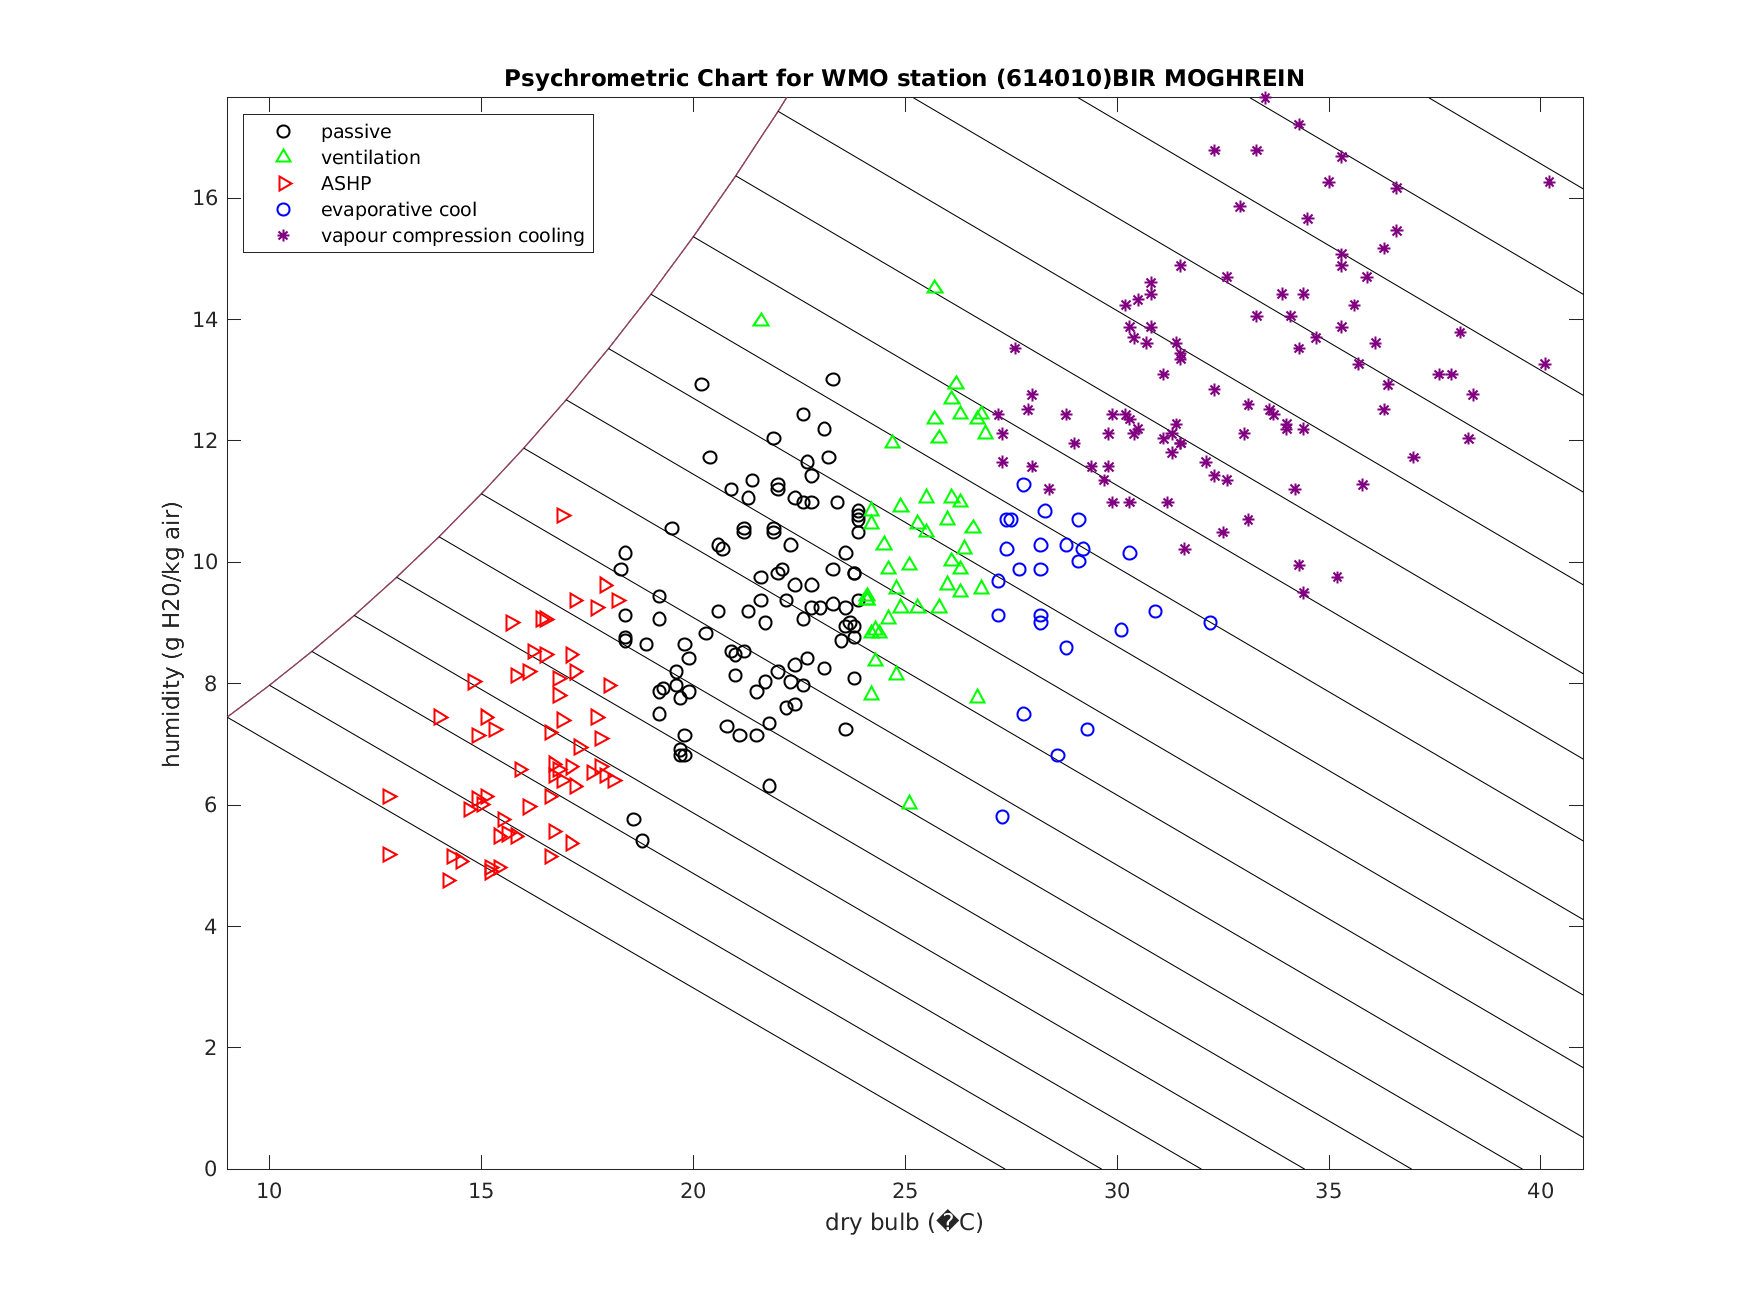 Psychrometric Chart for WMO station (614010)BIR MOGHREIN
passive
ventilation
ASHP
evaporative cool
vapour compression cooling
humidity (g H20/kg air)
16
14
12
10
8
6
4
2
0
10 15 20 25 30 35 40
dry bulb (�C)